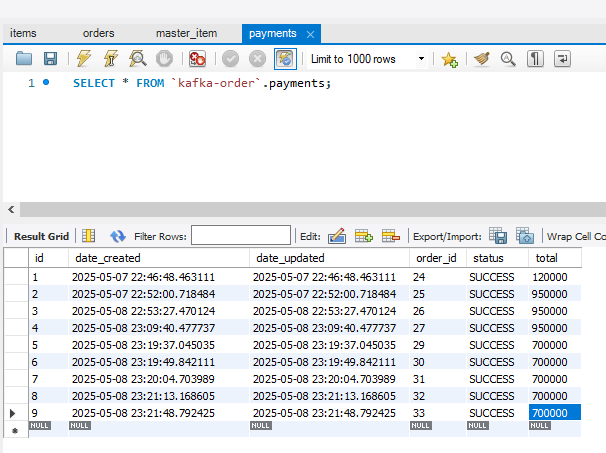 items orders master_item payments
Limit to 1000 rows
1 SELECT * FROM `kafka-order`.payments;
Result Grid Filter Rows: Edit: Export/Import: Wrap Cell Co
id date_created date_updated order_id status total
1 2025-05-07 22:46:48.463111 2025-05-07 22:46:48.463111 24 SUCCESS 120000
2 2025-05-07 22:52:00.718484 2025-05-07 22:52:00.718484 25 SUCCESS 950000
3 2025-05-08 22:53:27.470124 2025-05-08 22:53:27.470124 26 SUCCESS 950000
4 2025-05-08 23:09:40.477737 2025-05-08 23:09:40.477737 27 SUCCESS 950000
5 2025-05-08 23:19:37.045035 2025-05-08 23:19:37.045035 29 SUCCESS 700000
6 2025-05-08 23:19:49.842111 2025-05-08 23:19:49.842111 30 SUCCESS 700000
7 2025-05-08 23:20:04.703989 2025-05-08 23:20:04.703989 31 SUCCESS 700000
8 2025-05-08 23:21:13.168605 2025-05-08 23:21:13.168605 32 SUCCESS 700000
9 2025-05-08 23:21:48.792425 2025-05-08 23:21:48.792425 33 SUCCESS 700000
NULL NULL NULL NULL NULL NULL